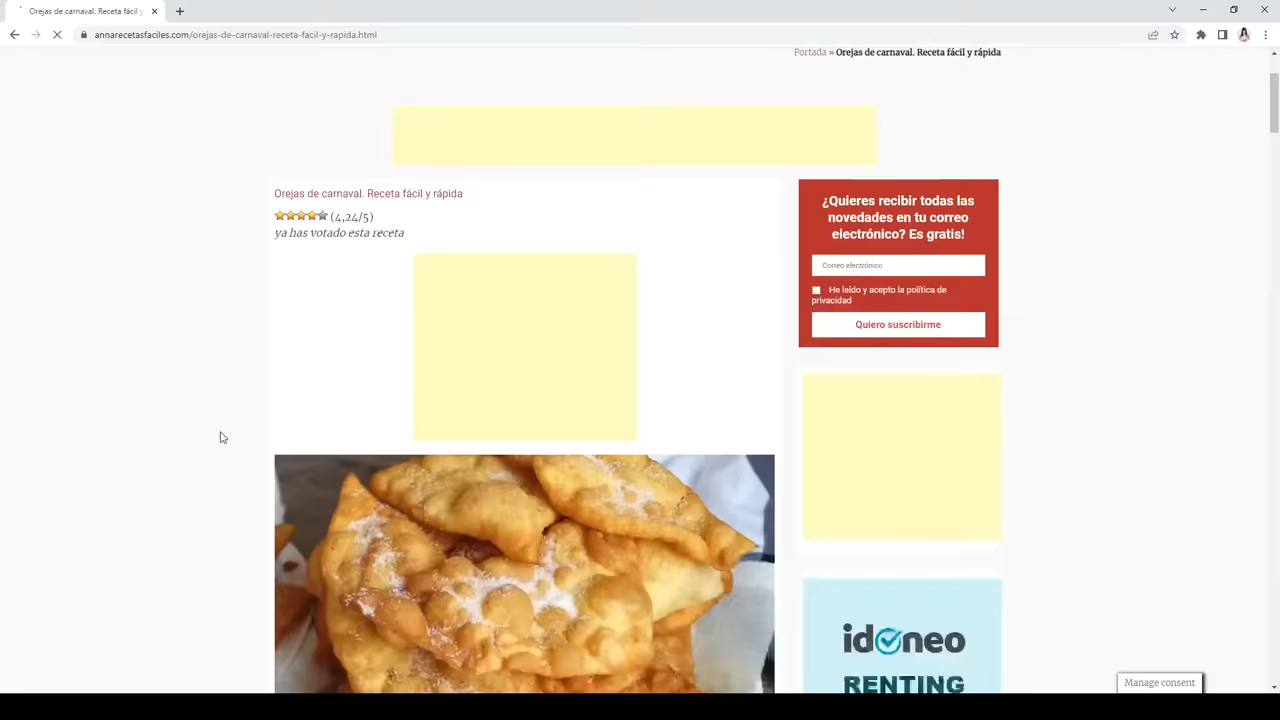 Orejas de carnaval. Receta fácil y
annarecetasfaciles.com/orejas-de-carnaval-receta-facil-y-rapida.html
Portada » Orejas de carnaval. Receta fácil y rápida
Orejas de carnaval. Receta fácil y rápida
(4,24/5)
ya has votado esta receta
¿Quieres recibir todas las
novedades en tu correo
electrónico? Es gratis!
Correo electrónico
He leído y acepto la política de
privacidad
Quiero suscribirme
idoneo
RENTING
Manage consent